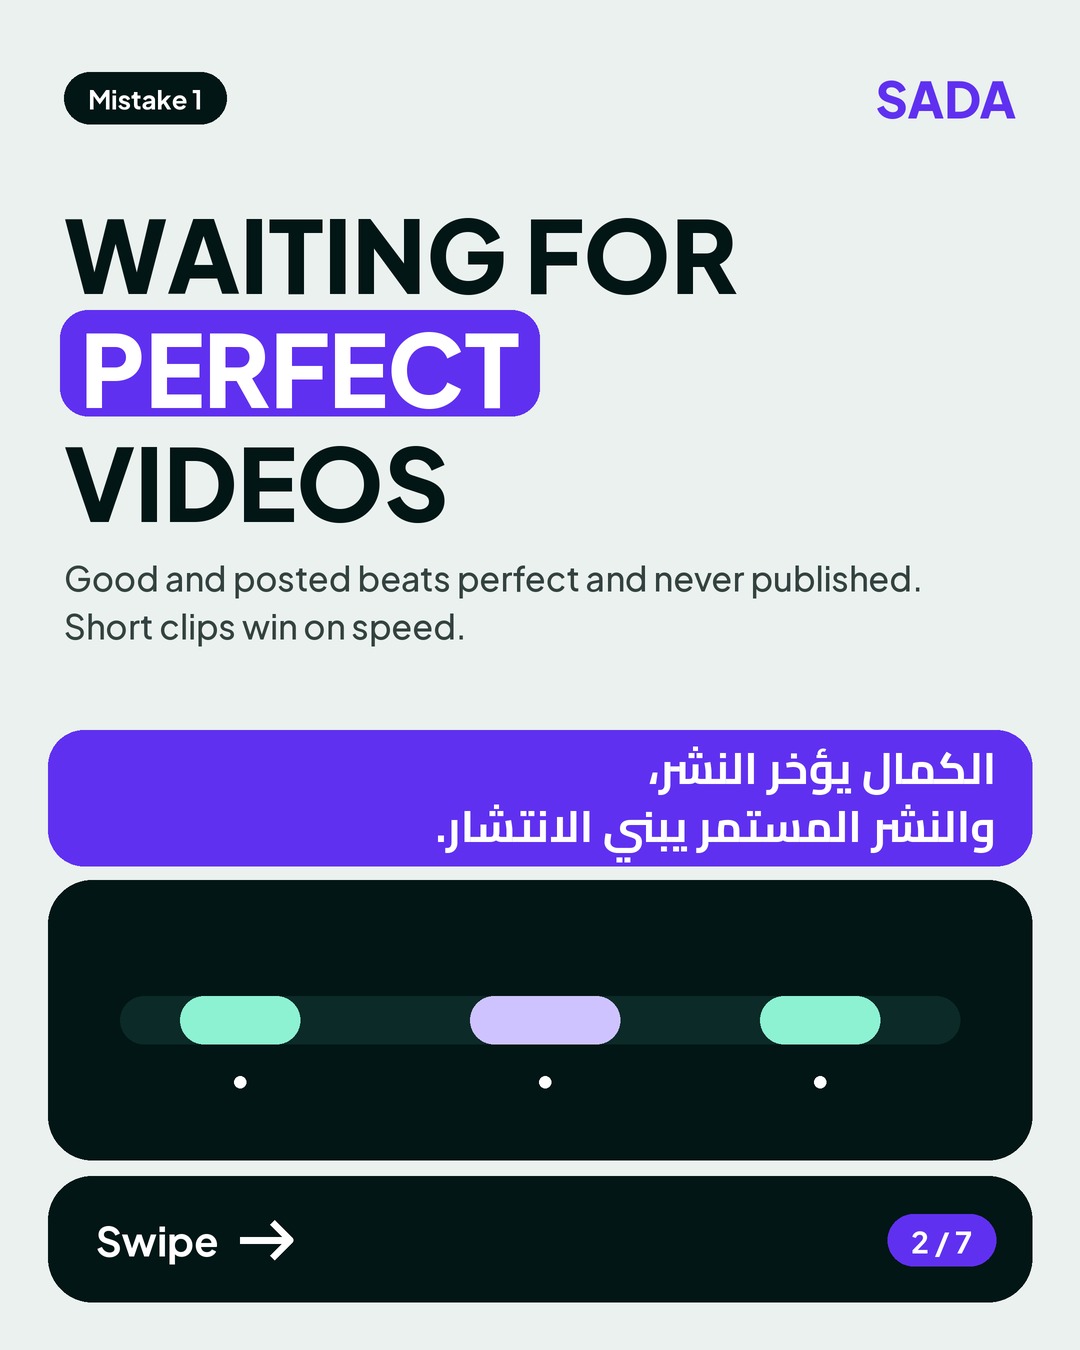 Mistake 1
SADA
WAITING FOR
PERFECT
VIDEOS
Good and posted beats perfect and never published.
Short clips win on speed.
الكمال يؤخر النشر،
والنشر المستمر يبني الانتشار.
Swipe →
2 / 7